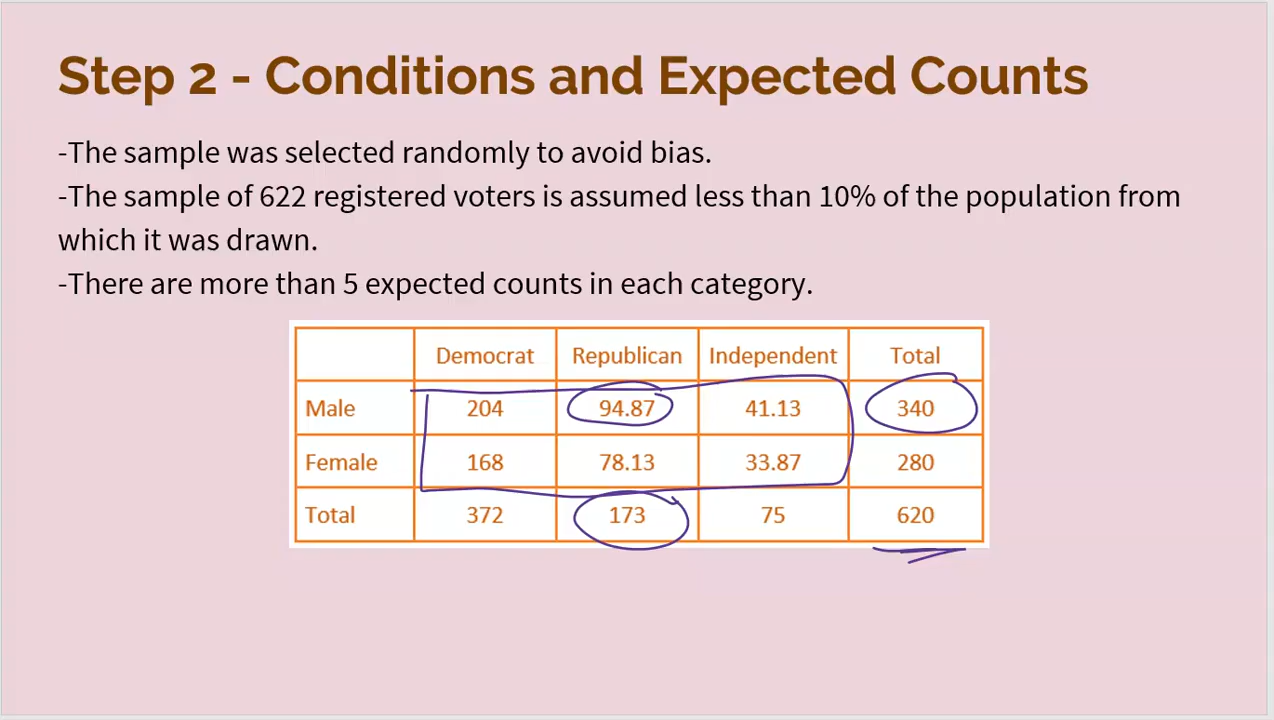 Step 2 - Conditions and Expected Counts
-The sample was selected randomly to avoid bias.
-The sample of 622 registered voters is assumed less than 10% of the population from
which it was drawn.
-There are more than 5 expected counts in each category.
Democrat Republican Independent Total
Male 204 94.87 41.13 340
Female 168 78.13 33.87 280
Total 372 173 75 620